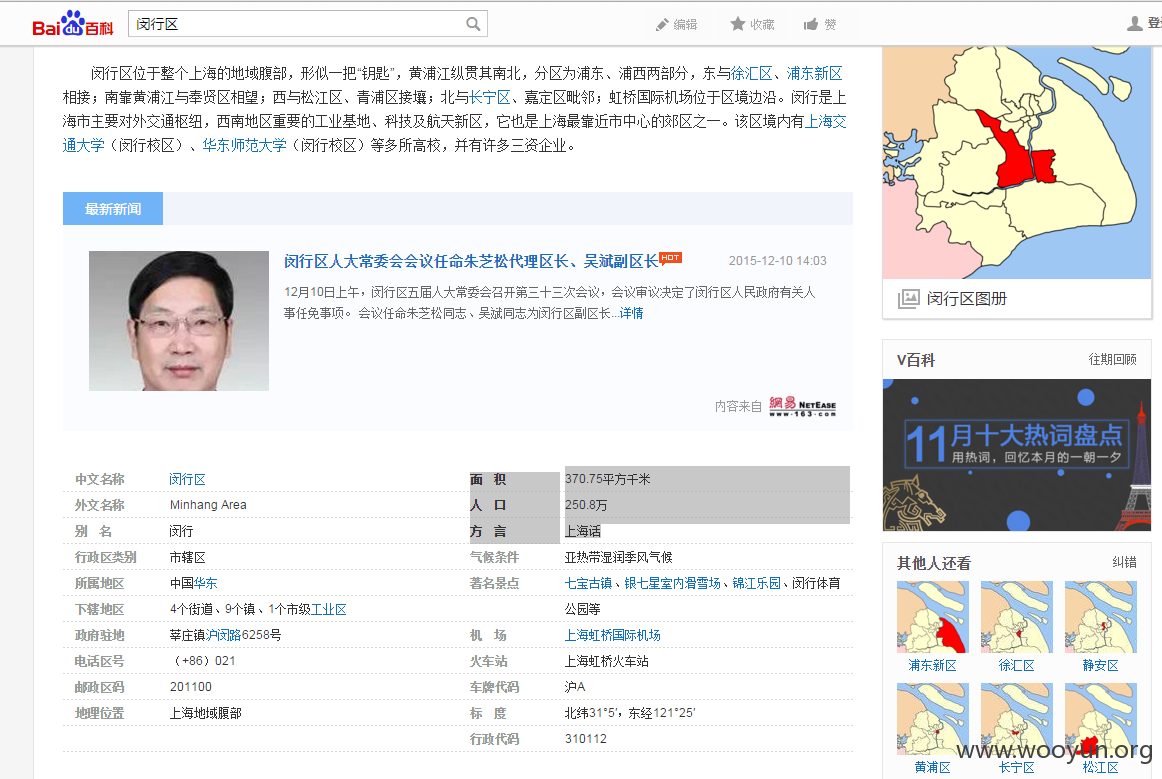 Bai du 百科
闵行区
编辑
收藏
赞
登
闵行区位于整个上海的地域腹部，形似一把“钥匙”，黄浦江纵贯其南北，分区为浦东、浦西两部分，东与徐汇区、浦东新区
相接；南靠黄浦江与奉贤区相望；西与松江区、青浦区接壤；北与长宁区、嘉定区毗邻；虹桥国际机场位于区境边沿。闵行是上
海市主要对外交通枢纽，西南地区重要的工业基地、科技及航天新区，它也是上海最靠近市中心的郊区之一。该区境内有上海交
通大学（闵行校区）、华东师范大学（闵行校区）等多所高校，并有许多三资企业。
最新新闻
闵行区人大常委会会议任命朱芝松代理区长、吴斌副区长 HOT
2015-12-10 14:03
12月10日上午，闵行区五届人大常委会召开第三十三次会议，会议审议决定了闵行区人民政府有关人
事任免事项。 会议任命朱芝松同志、吴斌同志为闵行区副区长...详情
内容来自 網易 NETEASE
www.163.com
中文名称 闵行区
外文名称 Minhang Area
别 名 闵行
行政区类别 市辖区
所属地区 中国华东
下辖地区 4个街道、9个镇、1个市级工业区
政府驻地 莘庄镇沪闵路6258号
电话区号 （+86）021
邮政区码 201100
地理位置 上海地域腹部
面 积 370.75平方千米
人 口 250.8万
方 言 上海话
气候条件 亚热带湿润季风气候
著名景点 七宝古镇、银七星室内滑雪场、锦江乐园、闵行体育
公园等
机 场 上海虹桥国际机场
火车站 上海虹桥火车站
车牌代码 沪A
标 度 北纬31°5′，东经121°25′
行政代码 310112
闵行区图册
V百科 往期回顾
11月十大热词盘点
用热词，回忆本月的一朝一夕
其他人还看 纠错
浦东新区 徐汇区 静安区
黄浦区 长宁区 松江区
www.wooyun.org